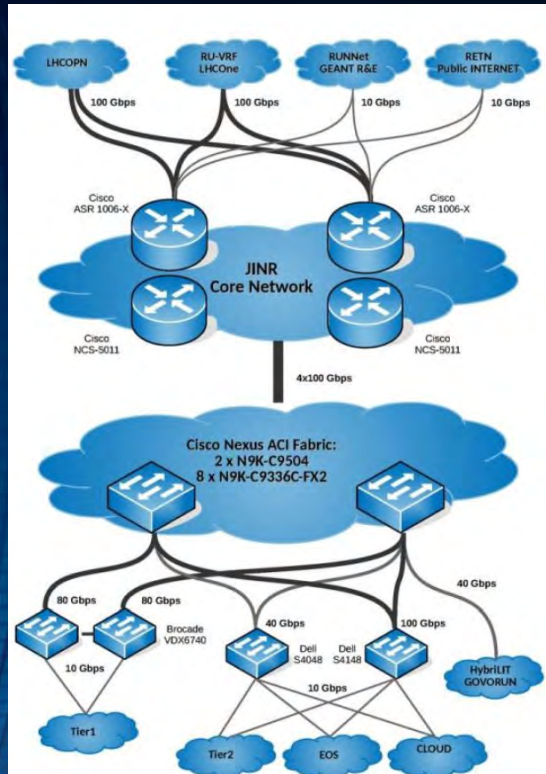 LHCOPN
RU-VRF
LHCOne
RUNNet
GEANT R&E
RETN
Public INTERNET
100 Gbps
100 Gbps
10 Gbps
10 Gbps
Cisco
ASR 1006-X
Cisco
ASR 1006-X
JINR
Core Network
Cisco
NCS-5011
Cisco
NCS-5011
4x100 Gbps
Cisco Nexus ACI Fabric:
2 x N9K-C9504
8 x N9K-C9336C-FX2
80 Gbps
80 Gbps
40 Gbps
100 Gbps
40 Gbps
Brocade
VDX6740
Dell
S4048
Dell
S4148
10 Gbps
10 Gbps
HybriLIT
GOVORUN
Tier1
Tier2
EOS
CLOUD